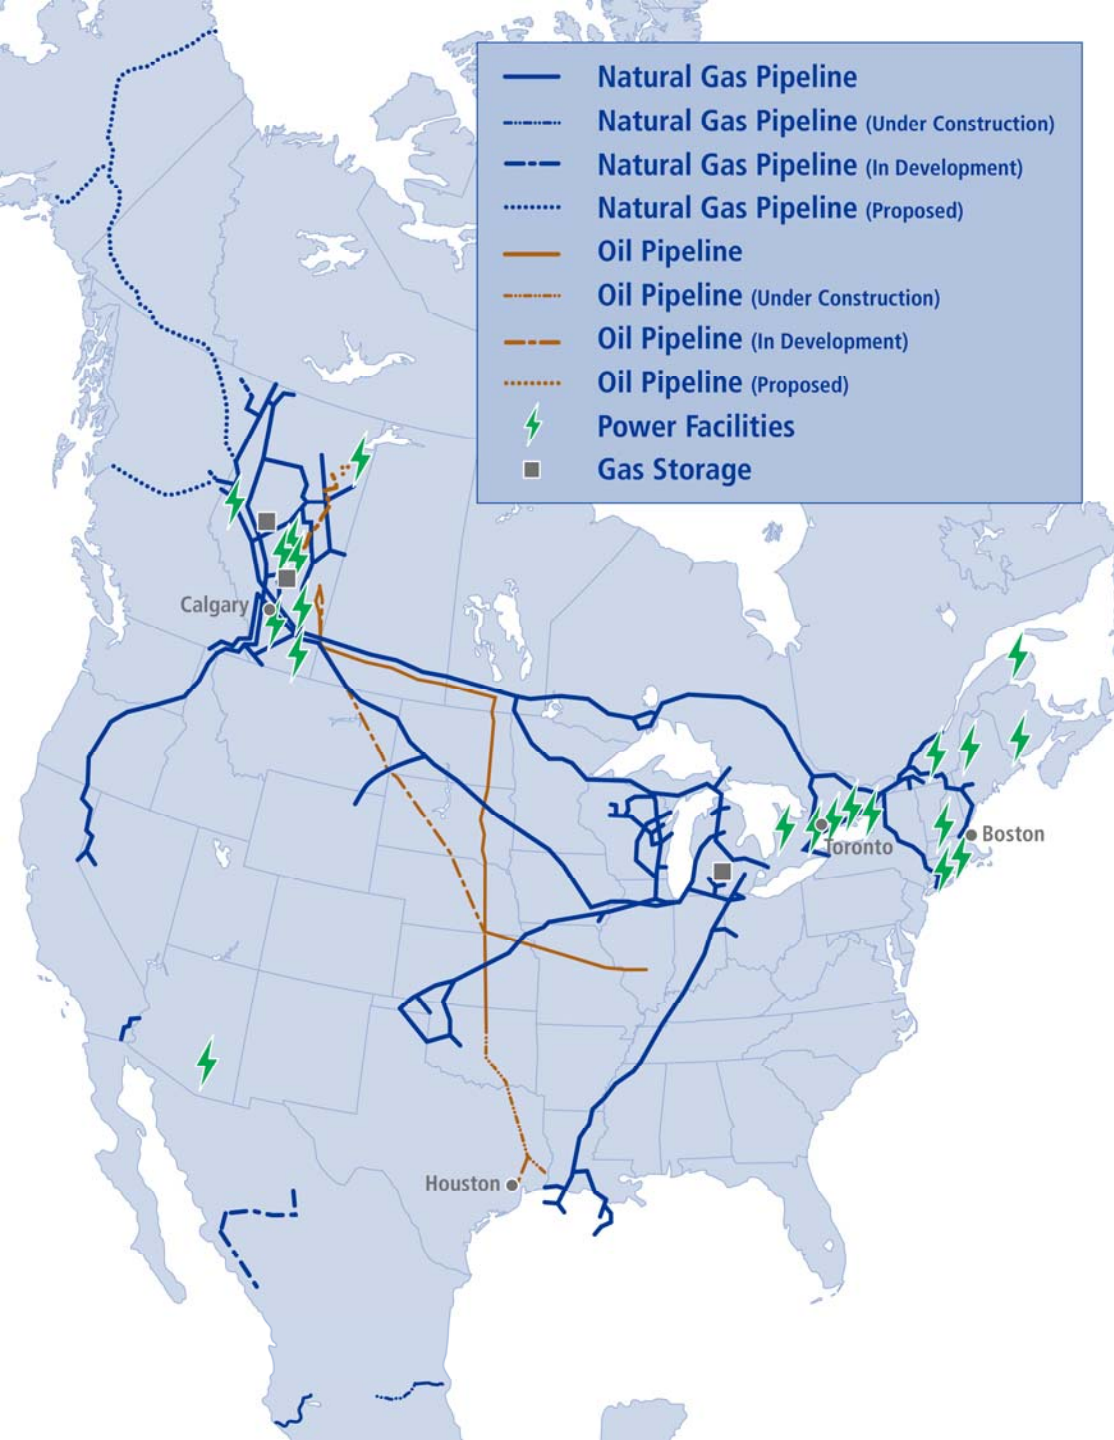 Natural Gas Pipeline
Natural Gas Pipeline (Under Construction)
Natural Gas Pipeline (In Development)
Natural Gas Pipeline (Proposed)
Oil Pipeline
Oil Pipeline (Under Construction)
Oil Pipeline (In Development)
Oil Pipeline (Proposed)
Power Facilities
Gas Storage
Calgary
Toronto
Boston
Houston